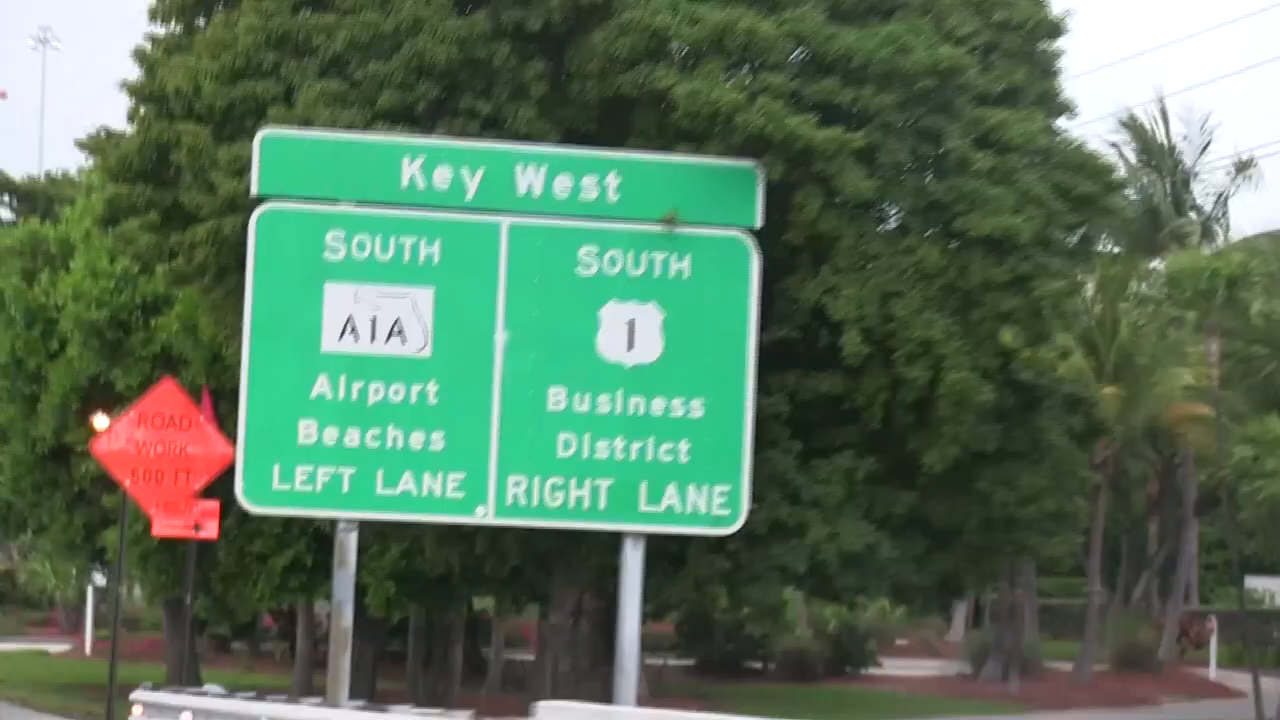 Key West
SOUTH
A1A
Airport
Beaches
LEFT LANE
SOUTH
1
Business
District
RIGHT LANE
ROAD
WORK
500 FT